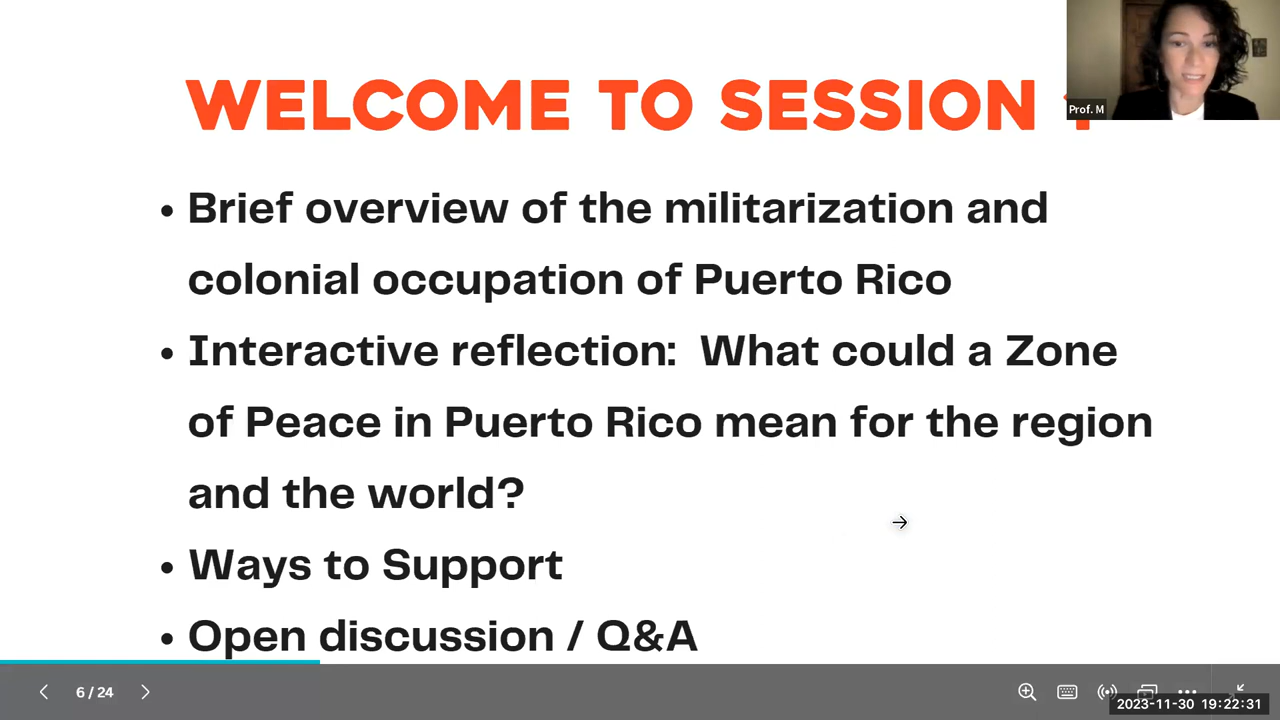 WELCOME TO SESSION
Prof. M
• Brief overview of the militarization and
colonial occupation of Puerto Rico
• Interactive reflection:  What could a Zone
of Peace in Puerto Rico mean for the region
and the world?
• Ways to Support
• Open discussion / Q&A
6 / 24
2023-11-30 19:22:31